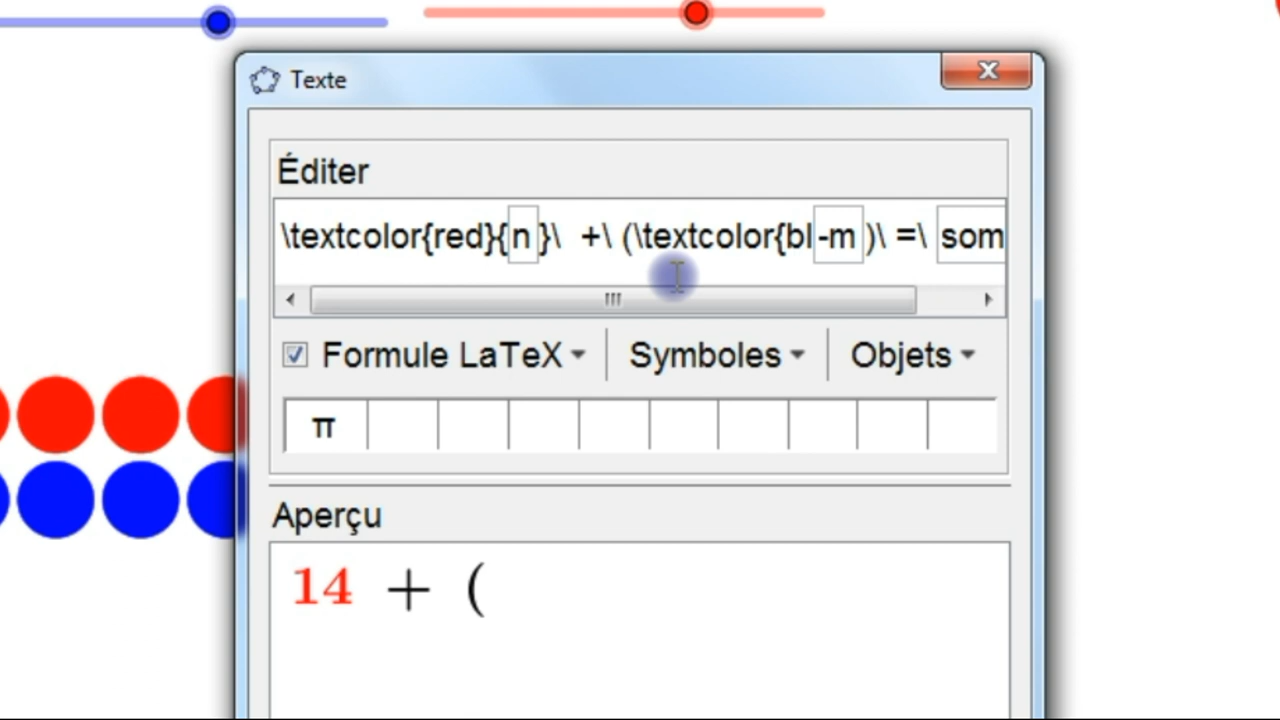 Texte
Éditer
\textcolor{red}{n}\ +\ (\textcolor{bl-m)\ =\ som
Formule LaTeX Symboles Objets
π
Aperçu
14 + (